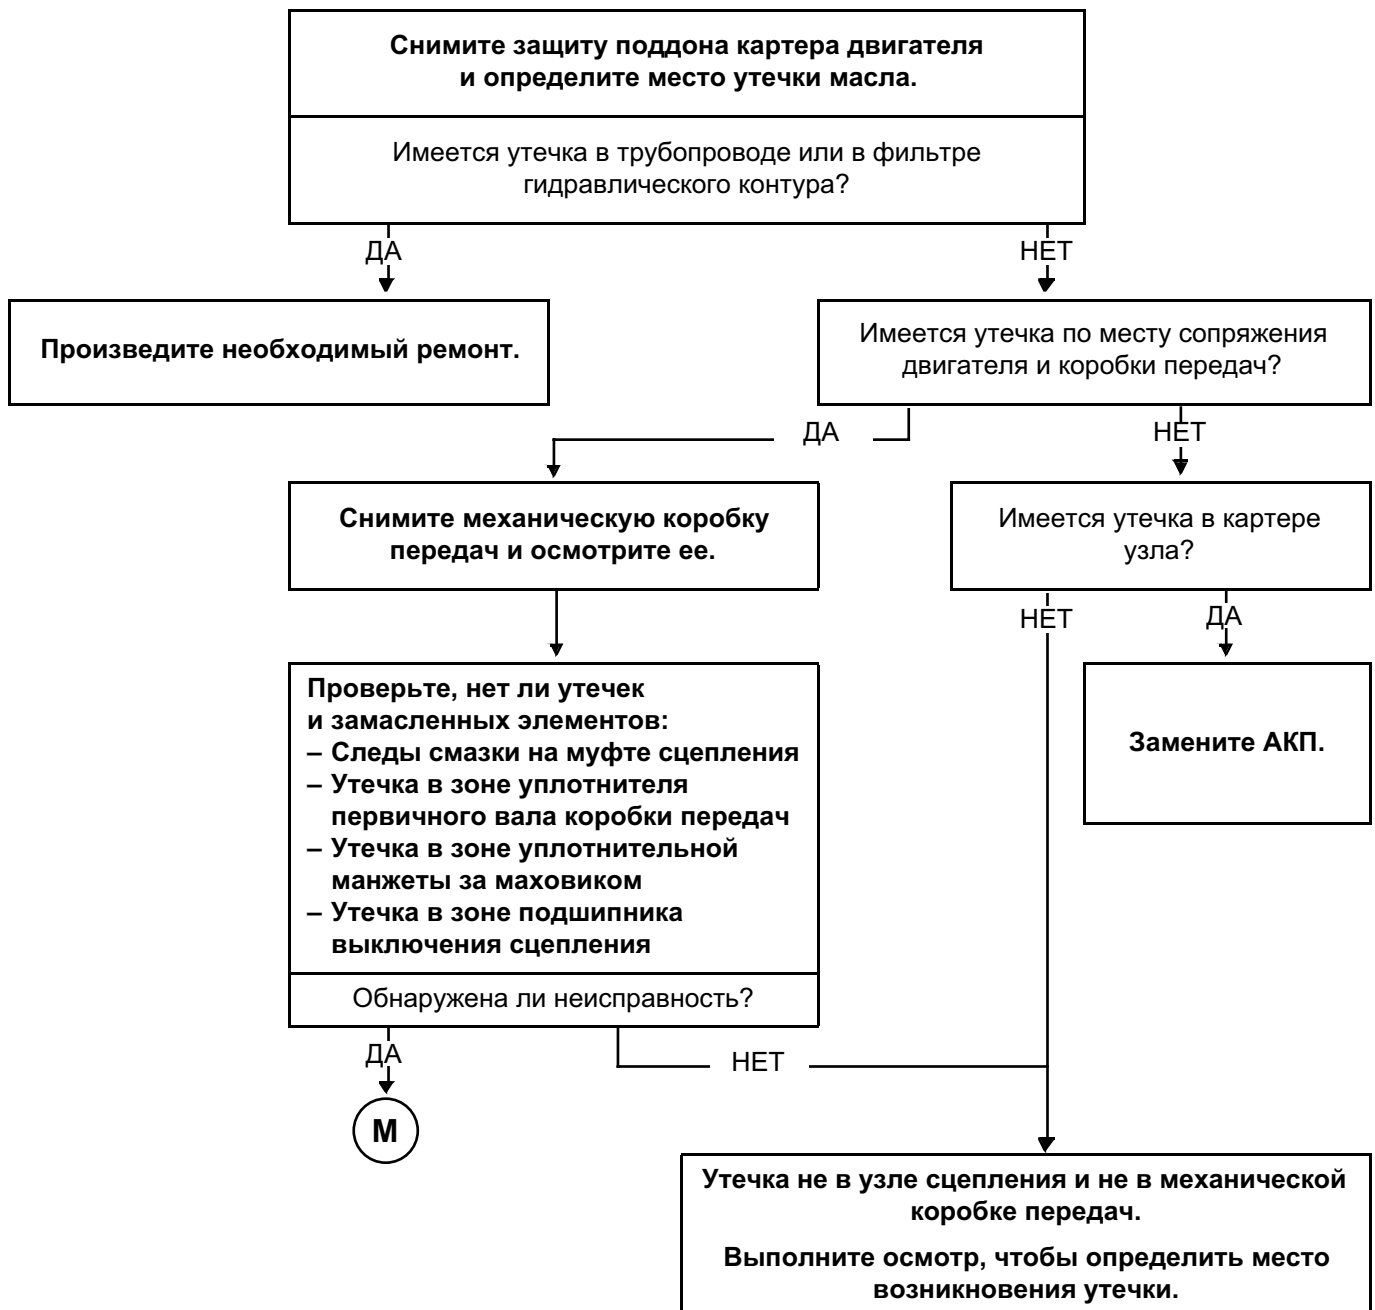 Снимите защиту поддона картера двигателя
и определите место утечки масла.
Имеется утечка в трубопроводе или в фильтре
гидравлического контура?
ДА
НЕТ
Произведите необходимый ремонт.
Имеется утечка по месту сопряжения
двигателя и коробки передач?
ДА
НЕТ
Снимите механическую коробку
передач и осмотрите ее.
Имеется утечка в картере
узла?
НЕТ
ДА
Проверьте, нет ли утечек
и замасленных элементов:
– Следы смазки на муфте сцепления
– Утечка в зоне уплотнителя
первичного вала коробки передач
– Утечка в зоне уплотнительной
манжеты за маховиком
– Утечка в зоне подшипника
выключения сцепления
Замените АКП.
Обнаружена ли неисправность?
ДА
НЕТ
М
Утечка не в узле сцепления и не в механической
коробке передач.
Выполните осмотр, чтобы определить место
возникновения утечки.